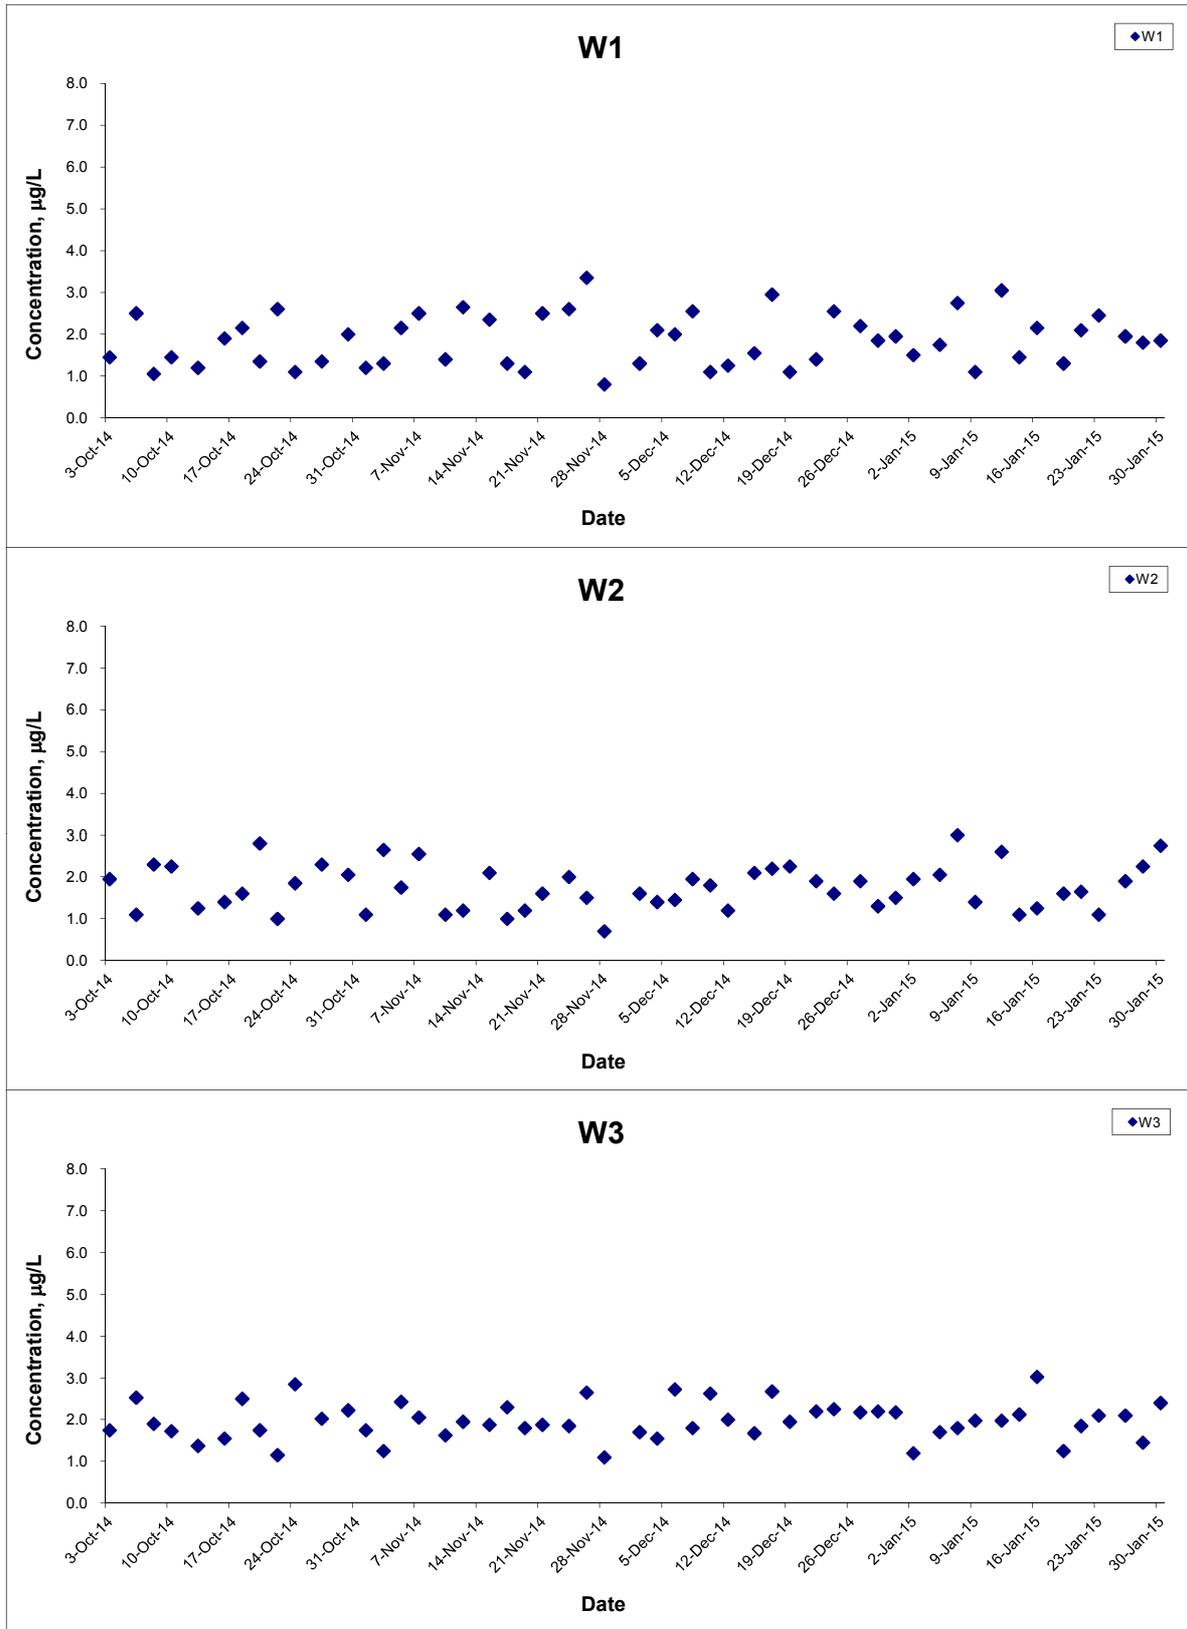 W1
W1
8.0
7.0
6.0
5.0
4.0
3.0
2.0
1.0
0.0
Concentration, µg/L
3-Oct-14
10-Oct-14
17-Oct-14
24-Oct-14
31-Oct-14
7-Nov-14
14-Nov-14
21-Nov-14
28-Nov-14
5-Dec-14
12-Dec-14
19-Dec-14
26-Dec-14
2-Jan-15
9-Jan-15
16-Jan-15
23-Jan-15
30-Jan-15
Date
W2
W2
8.0
7.0
6.0
5.0
4.0
3.0
2.0
1.0
0.0
Concentration, µg/L
3-Oct-14
10-Oct-14
17-Oct-14
24-Oct-14
31-Oct-14
7-Nov-14
14-Nov-14
21-Nov-14
28-Nov-14
5-Dec-14
12-Dec-14
19-Dec-14
26-Dec-14
2-Jan-15
9-Jan-15
16-Jan-15
23-Jan-15
30-Jan-15
Date
W3
W3
8.0
7.0
6.0
5.0
4.0
3.0
2.0
1.0
0.0
Concentration, µg/L
3-Oct-14
10-Oct-14
17-Oct-14
24-Oct-14
31-Oct-14
7-Nov-14
14-Nov-14
21-Nov-14
28-Nov-14
5-Dec-14
12-Dec-14
19-Dec-14
26-Dec-14
2-Jan-15
9-Jan-15
16-Jan-15
23-Jan-15
30-Jan-15
Date